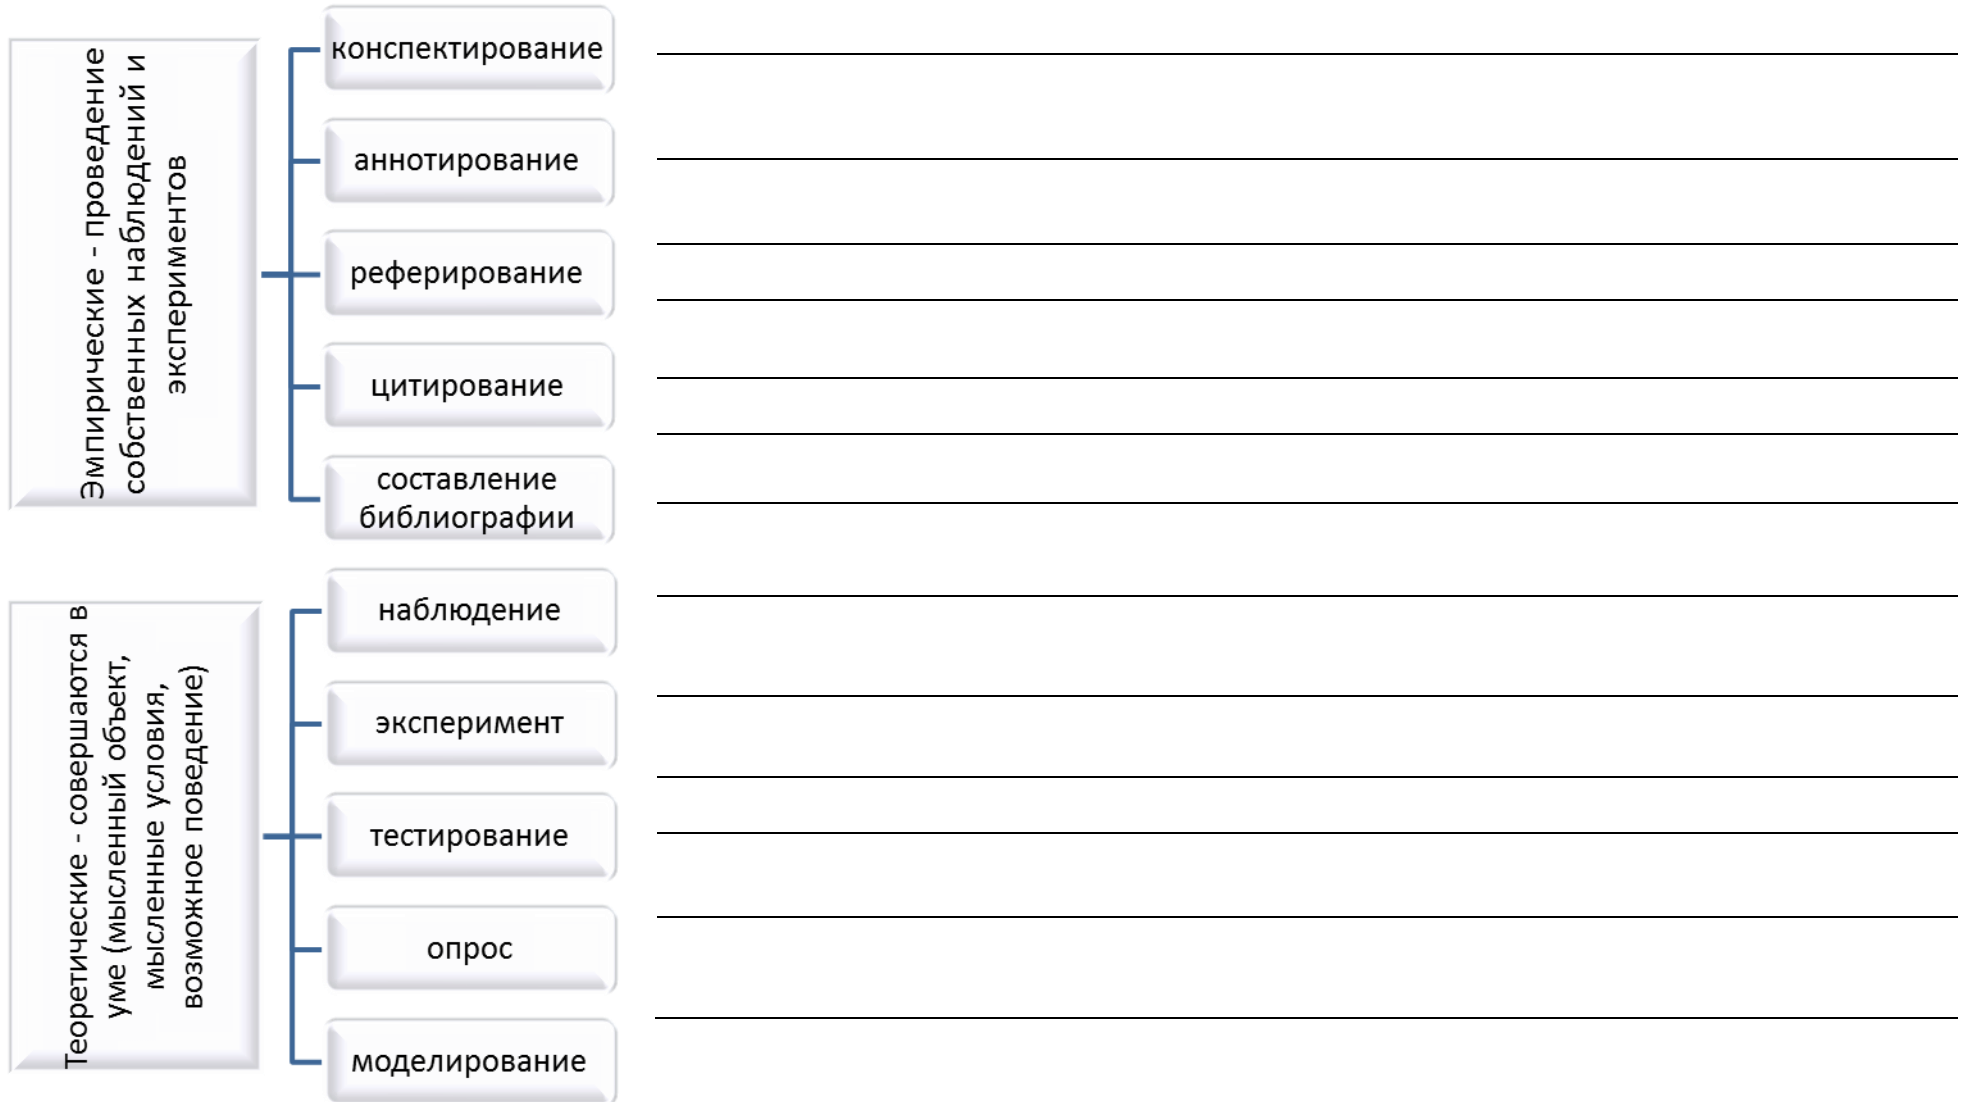 Эмпирические - проведение
собственных наблюдений и
экспериментов
конспектирование
аннотирование
реферирование
цитирование
составление
библиографии
Теоретические - совершаются в
уме (мысленный объект,
мысленные условия,
возможное поведение)
наблюдение
эксперимент
тестирование
опрос
моделирование